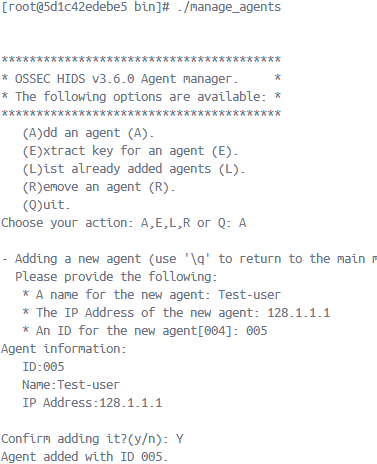 [root@5d1c42edebe5 bin]# ./manage_agents
****************************************
* OSSEC HIDS v3.6.0 Agent manager.     *
* The following options are available: *
****************************************
   (A)dd an agent (A).
   (E)xtract key for an agent (E).
   (L)ist already added agents (L).
   (R)emove an agent (R).
   (Q)uit.
Choose your action: A,E,L,R or Q: A
- Adding a new agent (use '\q' to return to the main
  Please provide the following:
   * A name for the new agent: Test-user
   * The IP Address of the new agent: 128.1.1.1
   * An ID for the new agent[004]: 005
Agent information:
   ID:005
   Name:Test-user
   IP Address:128.1.1.1
Confirm adding it?(y/n): Y
Agent added with ID 005.